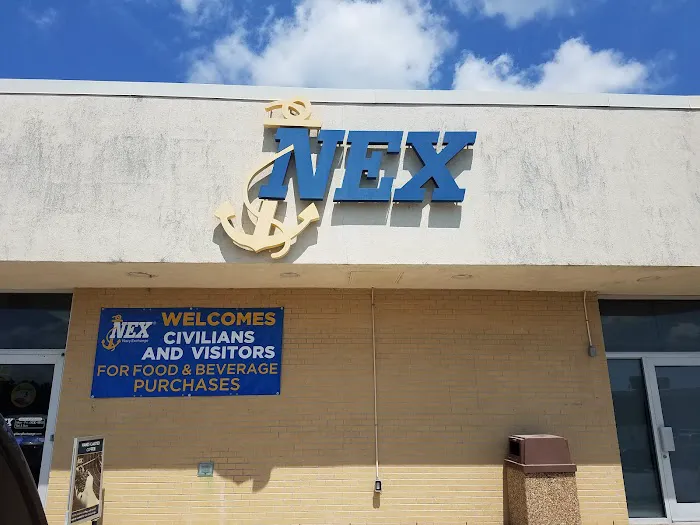 NEX
NEX
WELCOMES
CIVILIANS
AND VISITORS
FOR FOOD & BEVERAGE
PURCHASES